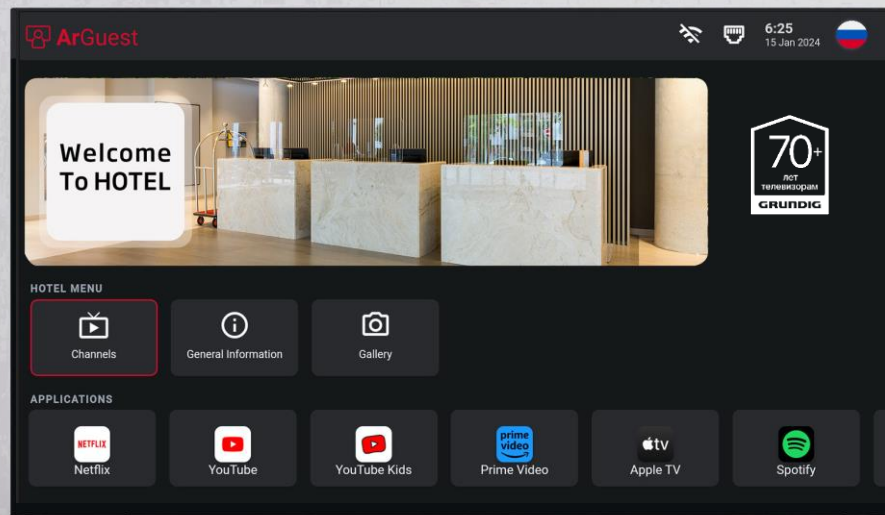 ArGuest
6:25
15 Jan 2024
Welcome
To HOTEL
70+
лет
телевизорам
GRUNDIG
HOTEL MENU
Channels
General Information
Gallery
APPLICATIONS
NETFLIX
prime
video
tv
Netflix
YouTube
YouTube Kids
Prime Video
Apple TV
Spotify